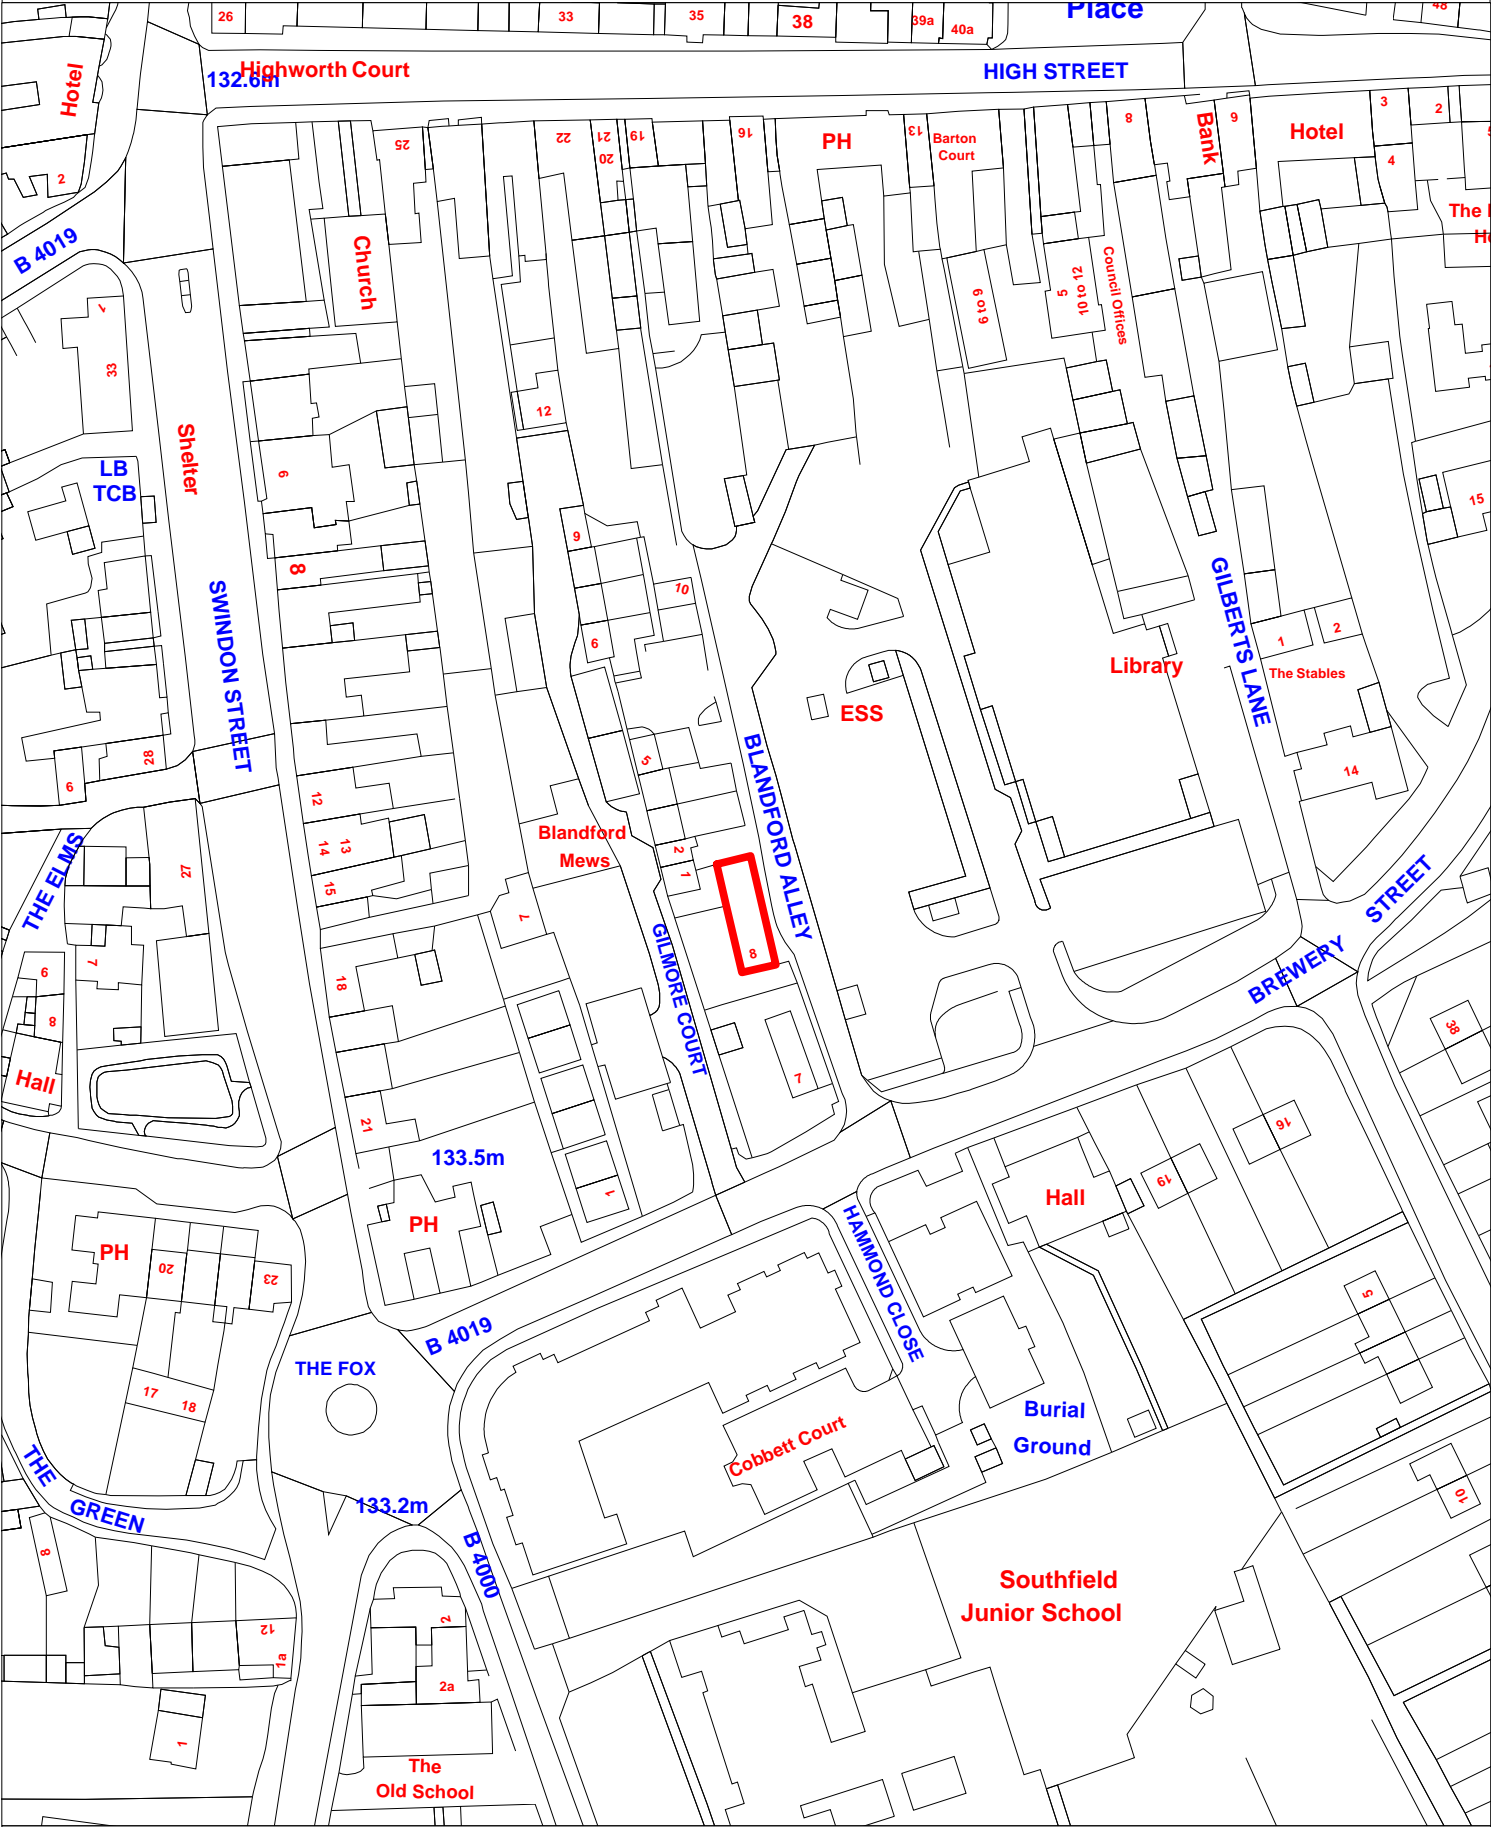 26
33
35
38
39a
40a
Place
48
Hotel
132.6m
Highworth Court
HIGH STREET
2
25
22
21
20
19
16
PH
13
Barton
Court
8
Bank
9
Hotel
3
2
4
B 4019
Church
6 to 9
5
10 to 12
Council Offices
1
33
12
Shelter
LB
TCB
9
15
9
8
10
6
SWINDON STREET
GILBERTS LANE
1
2
Library
The Stables
ESS
28
6
5
BLANDFORD ALLEY
14
12
14
13
15
Blandford
Mews
2
1
THE ELMS
27
7
8
STREET
BREWERY
GILMORE COURT
9
7
18
8
38
Hall
7
21
133.5m
16
19
1
PH
Hall
HAMMOND CLOSE
PH
20
23
5
B 4019
THE FOX
17
18
Burial
Ground
Cobbett Court
THE
GREEN
133.2m
10
B 4000
8
Southfield
Junior School
2
12
1a
2a
1
The
Old School